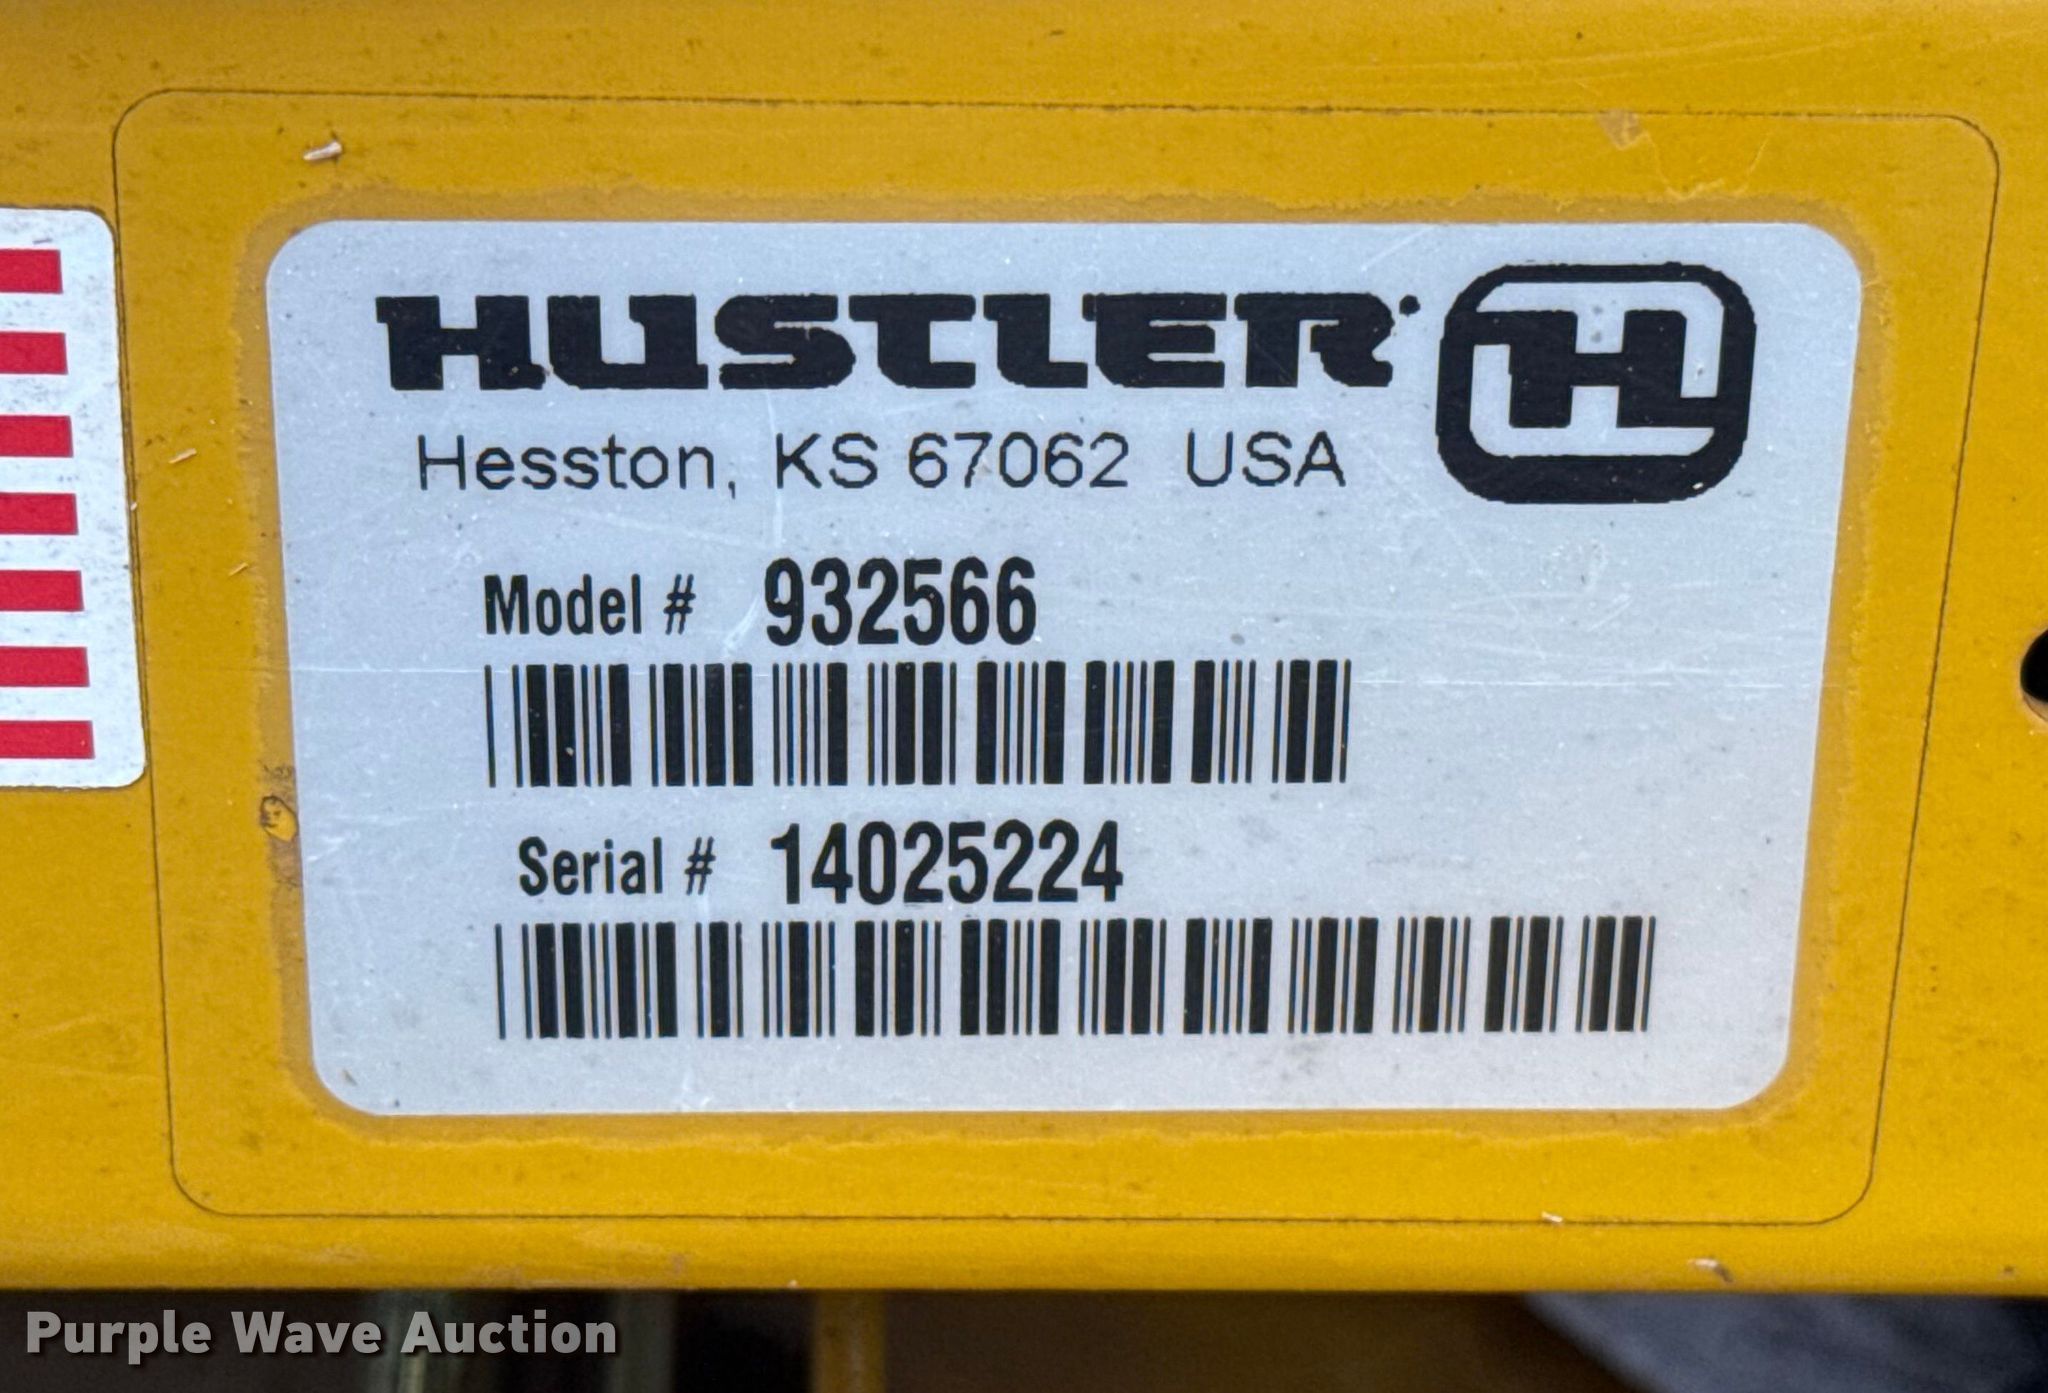 HUSTLER H
Hesston, KS 67062 USA
Model # 932566
Serial # 14025224
Purple Wave Auction